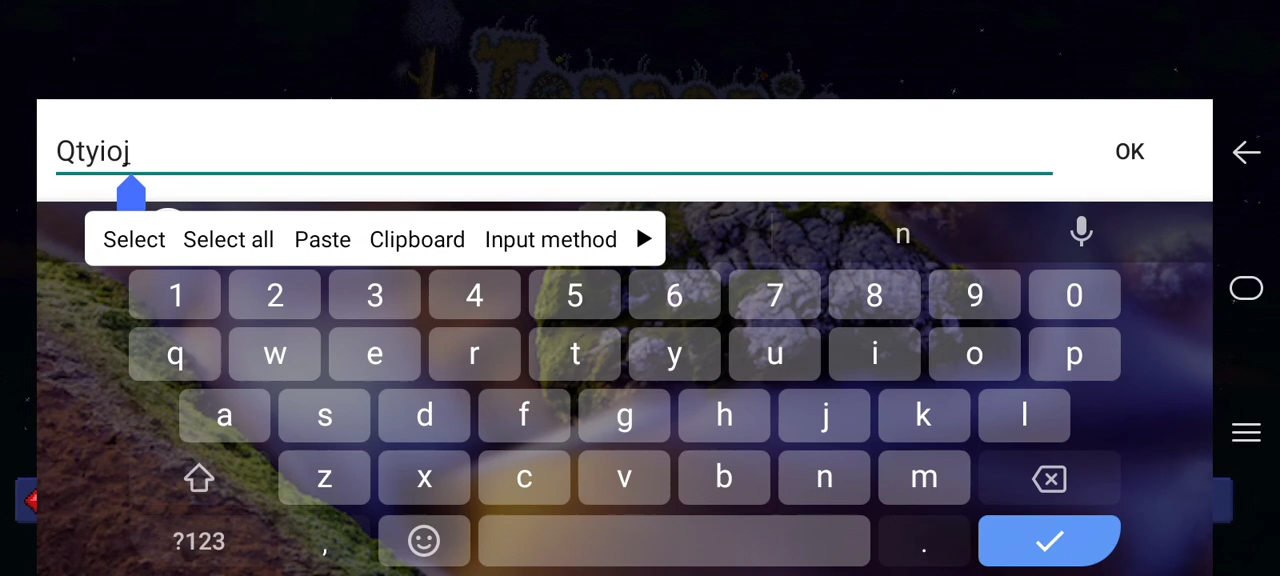 Qtyioj
OK
Select Select all Paste Clipboard Input method
n
1 2 3 4 5 6 7 8 9 0
q w e r t y u i o p
a s d f g h j k l
z x c v b n m
?123 , .